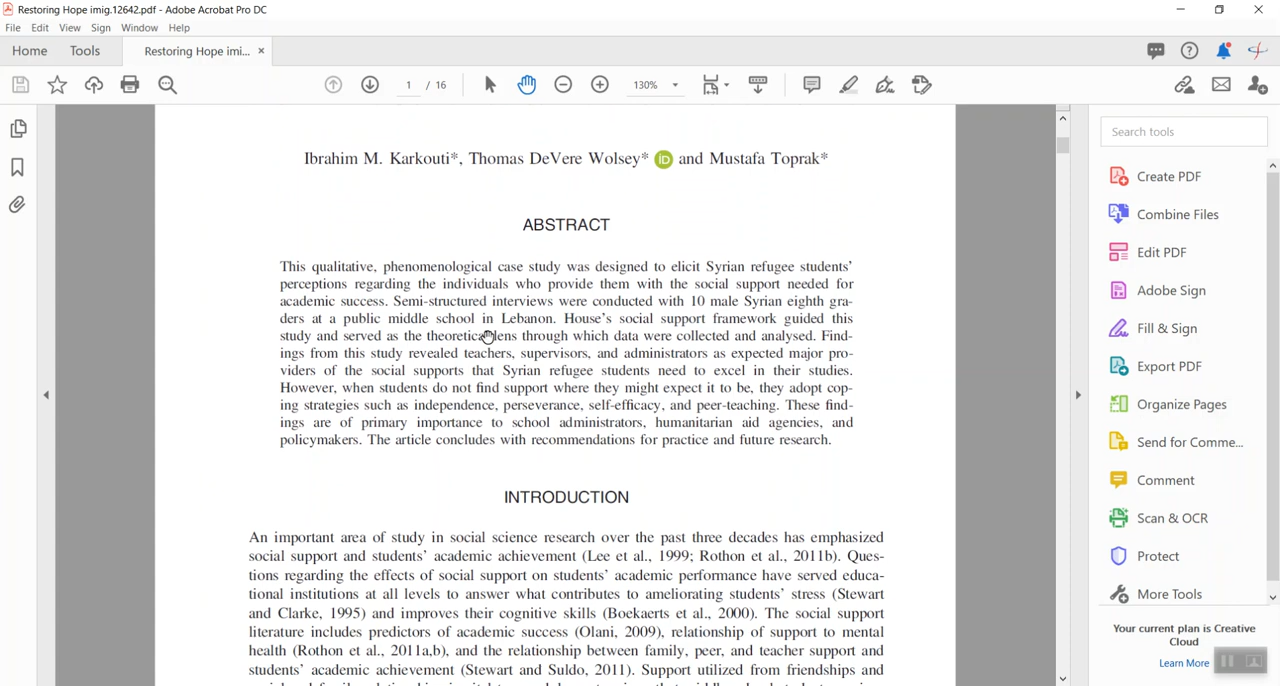 Restoring Hope imig.12642.pdf - Adobe Acrobat Pro DC
File Edit View Sign Window Help
Home Tools Restoring Hope imi... ×
1 / 16 130%
Search tools
Ibrahim M. Karkouti*, Thomas DeVere Wolsey* iD and Mustafa Toprak*
Create PDF
Combine Files
ABSTRACT
Edit PDF
This qualitative, phenomenological case study was designed to elicit Syrian refugee students'
perceptions regarding the individuals who provide them with the social support needed for
Adobe Sign
academic success. Semi-structured interviews were conducted with 10 male Syrian eighth gra-
ders at a public middle school in Lebanon. House's social support framework guided this
Fill & Sign
study and served as the theoretical lens through which data were collected and analysed. Find-
ings from this study revealed teachers, supervisors, and administrators as expected major pro-
Export PDF
viders of the social supports that Syrian refugee students need to excel in their studies.
However, when students do not find support where they might expect it to be, they adopt cop-
Organize Pages
ing strategies such as independence, perseverance, self-efficacy, and peer-teaching. These find-
ings are of primary importance to school administrators, humanitarian aid agencies, and
Send for Comme...
policymakers. The article concludes with recommendations for practice and future research.
Comment
INTRODUCTION
Scan & OCR
An important area of study in social science research over the past three decades has emphasized
social support and students' academic achievement (Lee et al., 1999; Rothon et al., 2011b). Ques-
Protect
tions regarding the effects of social support on students' academic performance have served educa-
tional institutions at all levels to answer what contributes to ameliorating students' stress (Stewart
More Tools
and Clarke, 1995) and improves their cognitive skills (Boekaerts et al., 2000). The social support
literature includes predictors of academic success (Olani, 2009), relationship of support to mental
Your current plan is Creative
Cloud
health (Rothon et al., 2011a,b), and the relationship between family, peer, and teacher support and
Learn More
students' academic achievement (Stewart and Suldo, 2011). Support utilized from friendships and